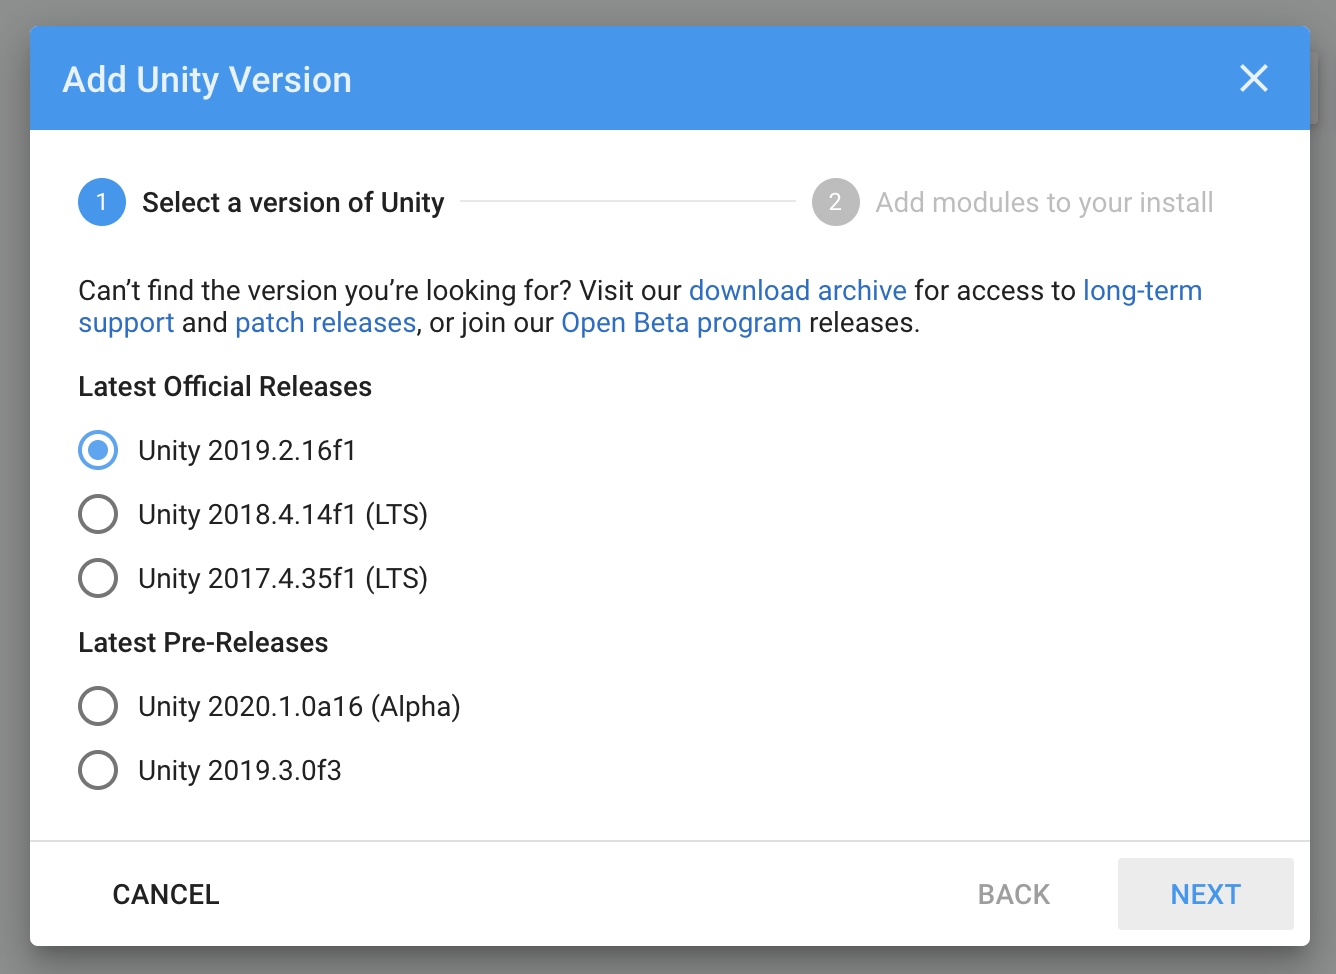 Add Unity Version
1 Select a version of Unity 2 Add modules to your install
Can’t find the version you’re looking for? Visit our download archive for access to long-term
support and patch releases, or join our Open Beta program releases.
Latest Official Releases
Unity 2019.2.16f1
Unity 2018.4.14f1 (LTS)
Unity 2017.4.35f1 (LTS)
Latest Pre-Releases
Unity 2020.1.0a16 (Alpha)
Unity 2019.3.0f3
CANCEL BACK NEXT